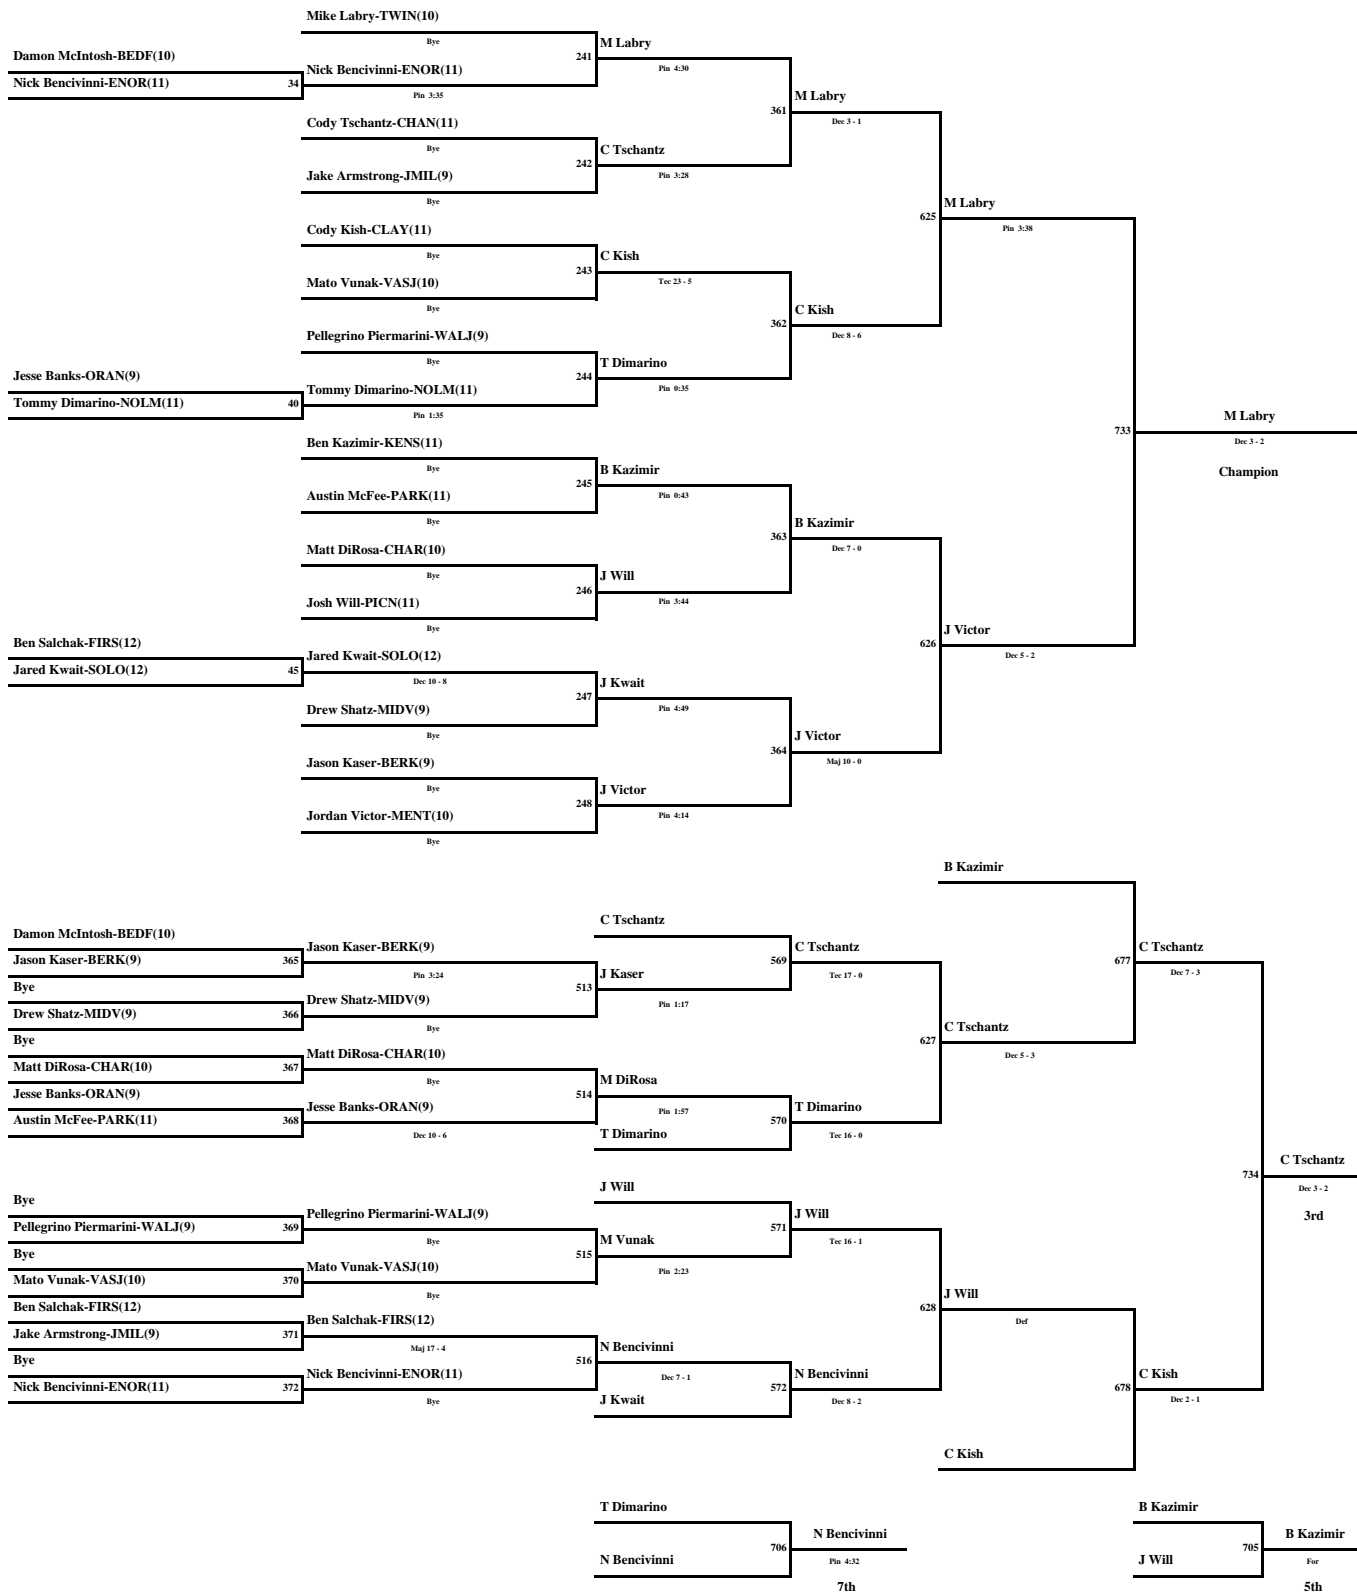 Mike Labry-TWIN(10)
Bye
Damon McIntosh-BEDF(10)
Nick Bencivinni-ENOR(11)
34
Nick Bencivinni-ENOR(11)
Pin 3:35
241
M Labry
Pin 4:30
Cody Tschantz-CHAN(11)
Bye
Jake Armstrong-JMIL(9)
Bye
242
C Tschantz
Pin 3:28
361
M Labry
Dec 3 - 1
Cody Kish-CLAY(11)
Bye
Mato Vunak-VASJ(10)
Bye
243
C Kish
Tec 23 - 5
Pellegrino Piermarini-WALJ(9)
Bye
Jesse Banks-ORAN(9)
Tommy Dimarino-NOLM(11)
40
Tommy Dimarino-NOLM(11)
Pin 1:35
244
T Dimarino
Pin 0:35
362
C Kish
Dec 8 - 6
625
M Labry
Pin 3:38
Ben Kazimir-KENS(11)
Bye
Austin McFee-PARK(11)
Bye
245
B Kazimir
Pin 0:43
Matt DiRosa-CHAR(10)
Bye
Josh Will-PICN(11)
Bye
246
J Will
Pin 3:44
363
B Kazimir
Dec 7 - 0
Ben Salchak-FIRS(12)
Jared Kwait-SOLO(12)
45
Jared Kwait-SOLO(12)
Dec 10 - 8
Drew Shatz-MIDV(9)
Bye
247
J Kwait
Pin 4:49
Jason Kaser-BERK(9)
Bye
Jordan Victor-MENT(10)
Bye
248
J Victor
Pin 4:14
364
J Victor
Maj 10 - 0
626
J Victor
Dec 5 - 2
733
M Labry
Dec 3 - 2
Champion
B Kazimir
Damon McIntosh-BEDF(10)
Jason Kaser-BERK(9)
365
Jason Kaser-BERK(9)
Pin 3:24
Bye
Drew Shatz-MIDV(9)
366
Drew Shatz-MIDV(9)
Bye
C Tschantz
513
J Kaser
Pin 1:17
569
C Tschantz
Tec 17 - 0
Bye
Matt DiRosa-CHAR(10)
367
Matt DiRosa-CHAR(10)
Bye
Jesse Banks-ORAN(9)
Austin McFee-PARK(11)
368
Jesse Banks-ORAN(9)
Dec 10 - 6
514
M DiRosa
Pin 1:57
T Dimarino
570
T Dimarino
Tec 16 - 0
627
C Tschantz
Dec 5 - 3
677
C Tschantz
Dec 7 - 3
Bye
Pellegrino Piermarini-WALJ(9)
369
Pellegrino Piermarini-WALJ(9)
Bye
Bye
Mato Vunak-VASJ(10)
370
Mato Vunak-VASJ(10)
Bye
J Will
515
M Vunak
Pin 2:23
571
J Will
Tec 16 - 1
Ben Salchak-FIRS(12)
Jake Armstrong-JMIL(9)
371
Ben Salchak-FIRS(12)
Maj 17 - 4
Bye
Nick Bencivinni-ENOR(11)
372
Nick Bencivinni-ENOR(11)
Bye
516
N Bencivinni
Dec 7 - 1
J Kwait
572
N Bencivinni
Dec 8 - 2
628
J Will
Def
C Kish
678
C Kish
Dec 2 - 1
734
C Tschantz
Dec 3 - 2
3rd
T Dimarino
N Bencivinni
706
N Bencivinni
Pin 4:32
7th
B Kazimir
J Will
705
B Kazimir
For
5th